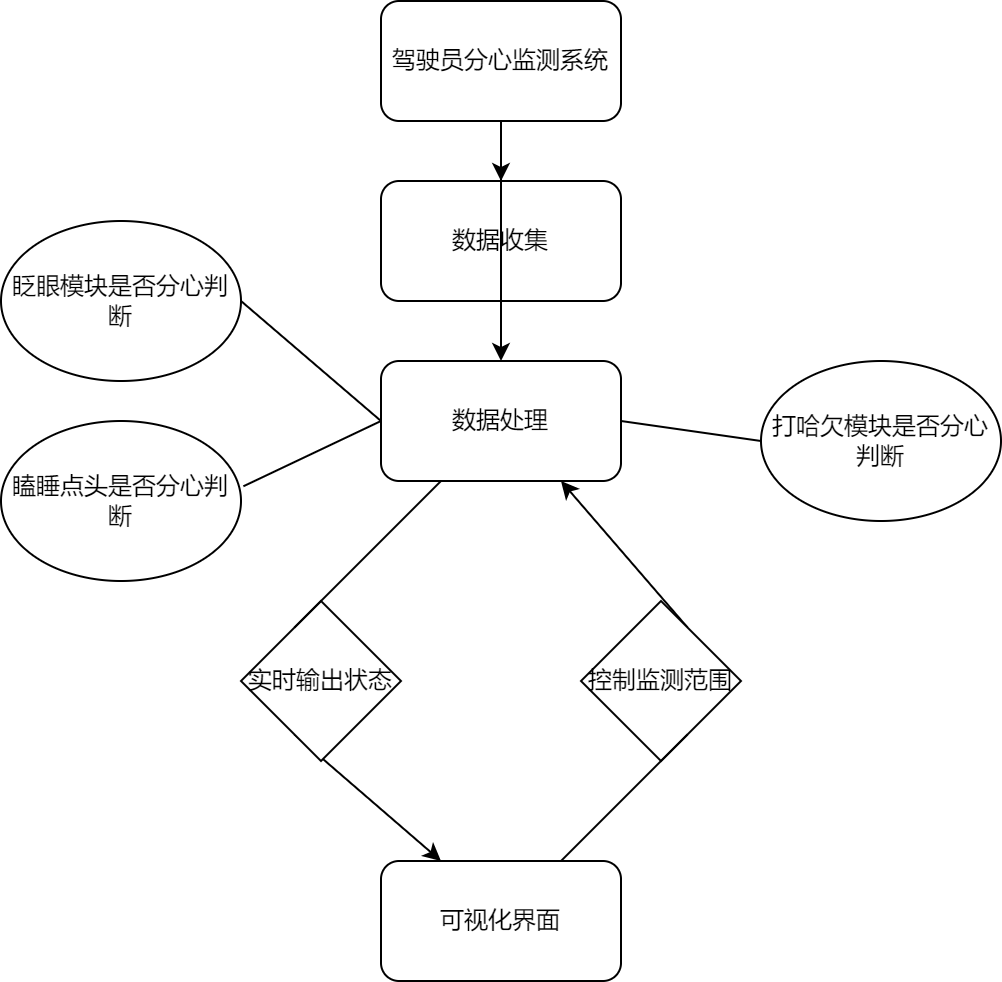 驾驶员分心监测系统
数据收集
眨眼模块是否分心判
断
数据处理
打哈欠模块是否分心
判断
瞌睡点头是否分心判
断
实时输出状态
控制监测范围
可视化界面